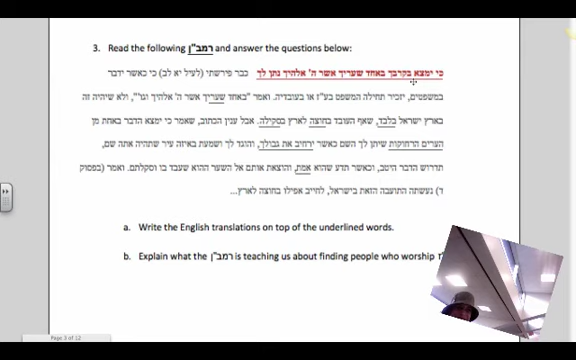 3. Read the following רמב"ן and answer the questions below:
כי ימצא בקרבך באחד שעריך אשר ה' אלהיך נתן לך כבר פירשתי (לעיל יא לב) כי כאשר ידבר
במשפטים, יזכיר תחילה המשפט בע"ז או בעובדיה. ואמר "באחד שעריך אשר ה' אלהיך וגו'", ולא שיהיה זה
בארץ ישראל בלבד, שאף העובד בחוצה לארץ בסקילה. אבל ענין הכתוב, שאמר כי ימצא הדבר באחת מן
הערים הרחוקות שיתן לך השם כאשר ירחיב את גבולך, והוגד לך ושמעת באיזה עיר שתהיה אתה שם,
תדרוש הדבר היטב, וכאשר תדע שהוא אמת, והוצאת אותם אל השער ההוא שעבד בו וסקלתם. ואמר (בפסוק
ד) נעשתה התועבה הזאת בישראל, לחייב אפילו בחוצה לארץ...
a. Write the English translations on top of the underlined words.
b. Explain what the רמב"ן is teaching us about finding people who worship
Page 3 of 12